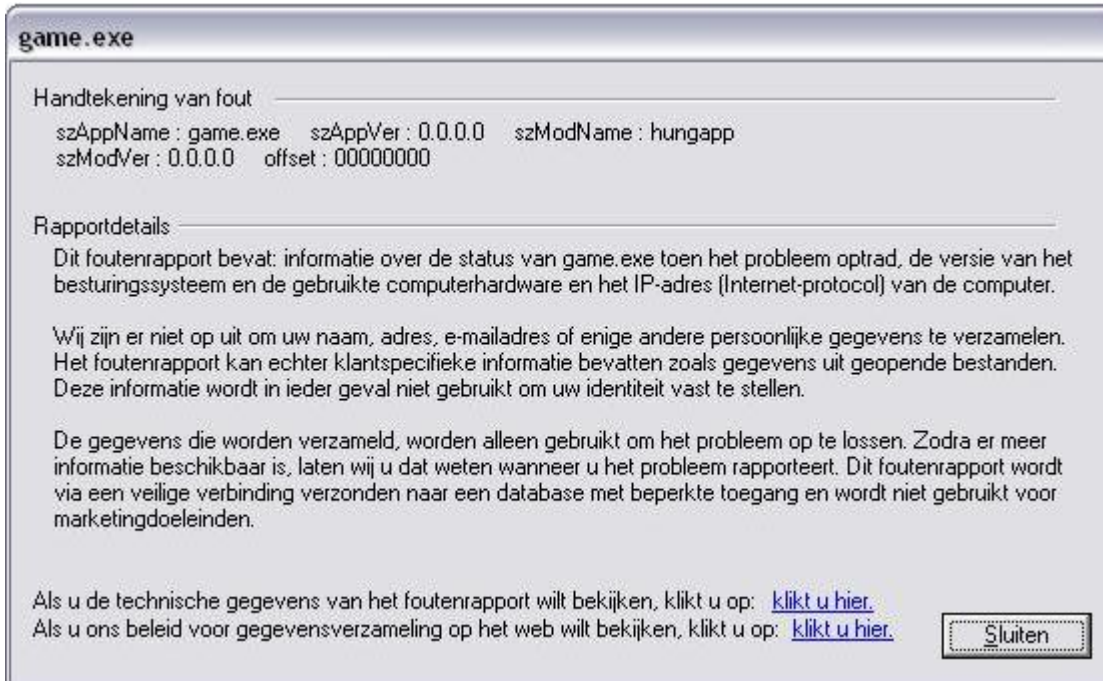 game.exe
Handtekening van fout
szAppName : game.exe szAppVer : 0.0.0.0 szModName : hungapp
szModVer : 0.0.0.0 offset : 00000000
Rapportdetails
Dit foutenrapport bevat: informatie over de status van game.exe toen het probleem optrad, de versie van het
besturingssysteem en de gebruikte computerhardware en het IP-adres (Internet-protocol) van de computer.
Wij zijn er niet op uit om uw naam, adres, e-mailadres of enige andere persoonlijke gegevens te verzamelen.
Het foutenrapport kan echter klantspecifieke informatie bevatten zoals gegevens uit geopende bestanden.
Deze informatie wordt in ieder geval niet gebruikt om uw identiteit vast te stellen.
De gegevens die worden verzameld, worden alleen gebruikt om het probleem op te lossen. Zodra er meer
informatie beschikbaar is, laten wij u dat weten wanneer u het probleem rapporteert. Dit foutenrapport wordt
via een veilige verbinding verzonden naar een database met beperkte toegang en wordt niet gebruikt voor
marketingdoeleinden.
Als u de technische gegevens van het foutenrapport wilt bekijken, klikt u op: klikt u hier.
Als u ons beleid voor gegevensverzameling op het web wilt bekijken, klikt u op: klikt u hier.
Sluiten